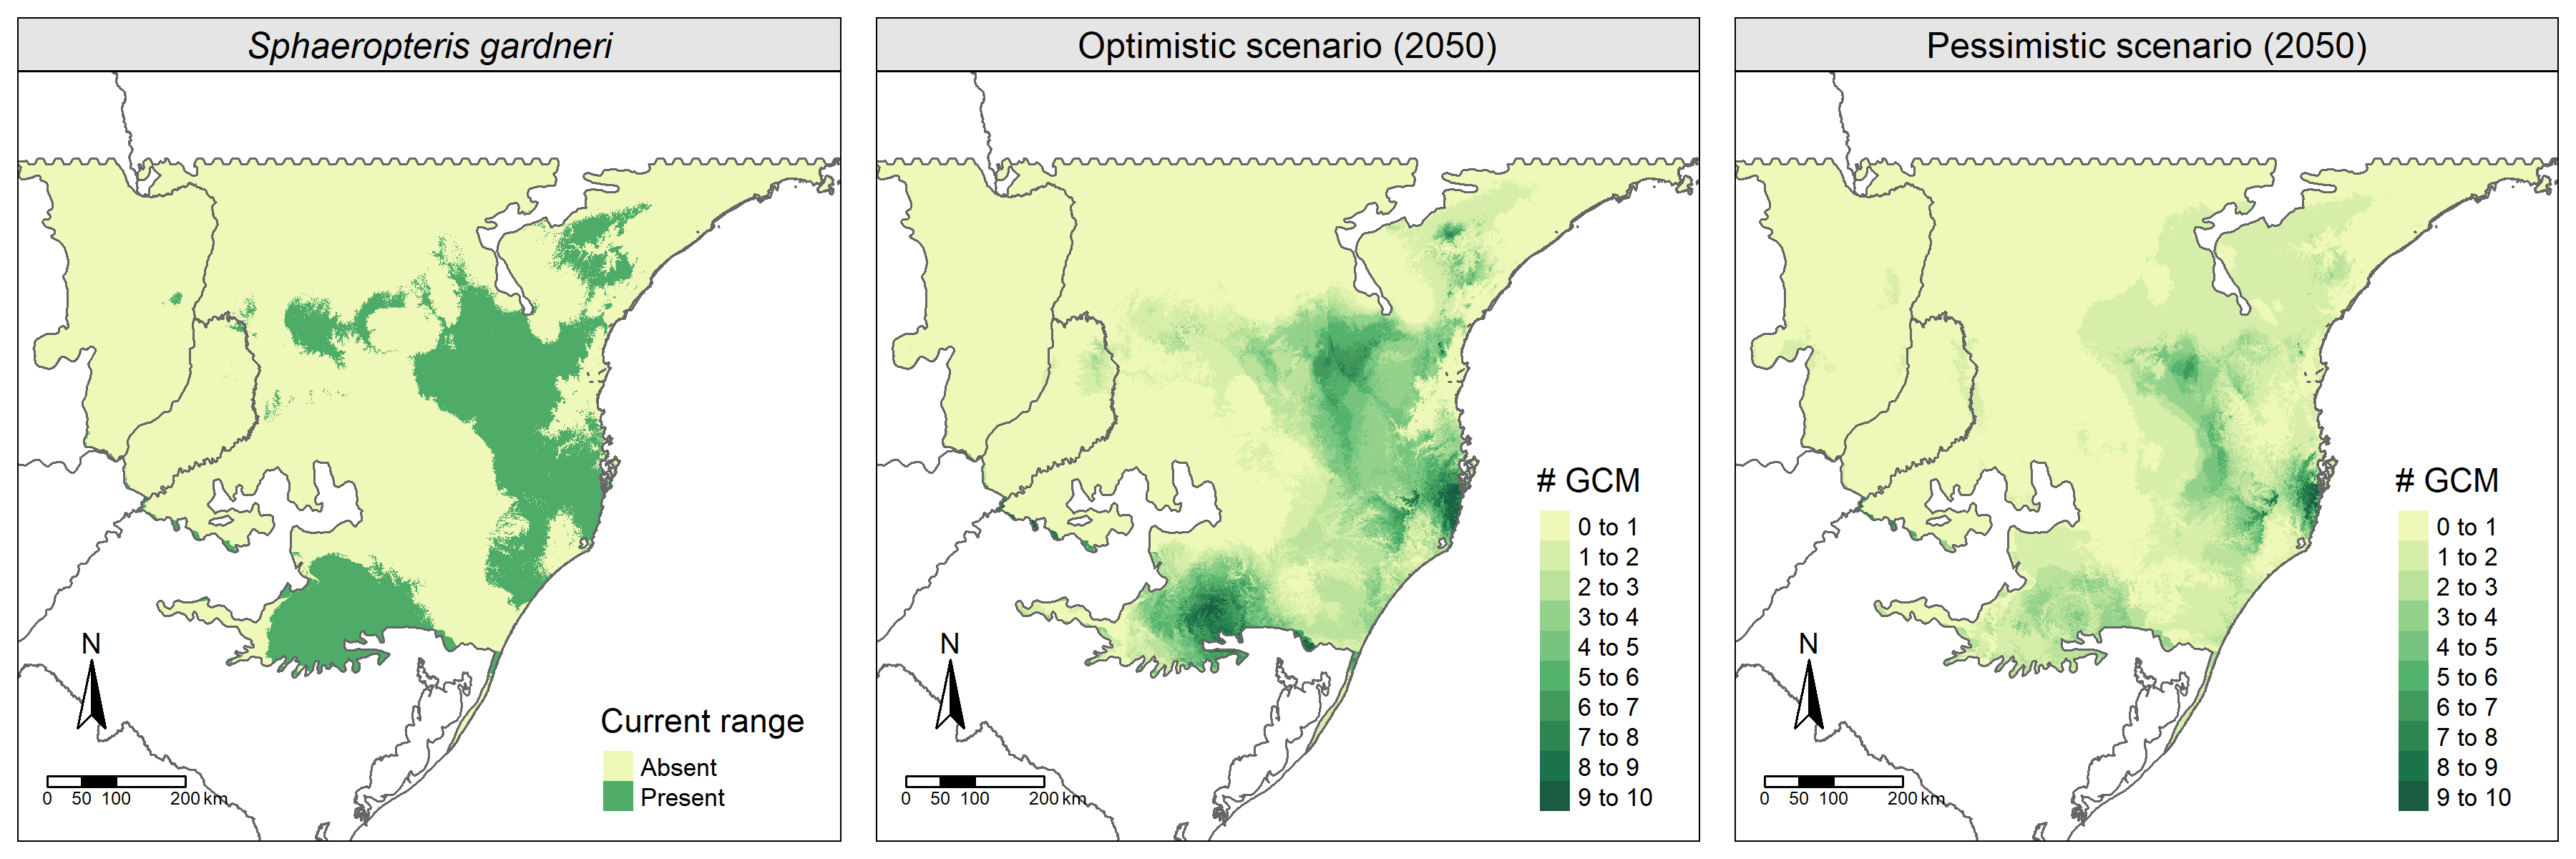 Sphaeropteris gardneri
N
0 50 100 200 km
Current range
Absent
Present
Optimistic scenario (2050)
N
0 50 100 200 km
# GCM
0 to 1
1 to 2
2 to 3
3 to 4
4 to 5
5 to 6
6 to 7
7 to 8
8 to 9
9 to 10
Pessimistic scenario (2050)
N
0 50 100 200 km
# GCM
0 to 1
1 to 2
2 to 3
3 to 4
4 to 5
5 to 6
6 to 7
7 to 8
8 to 9
9 to 10